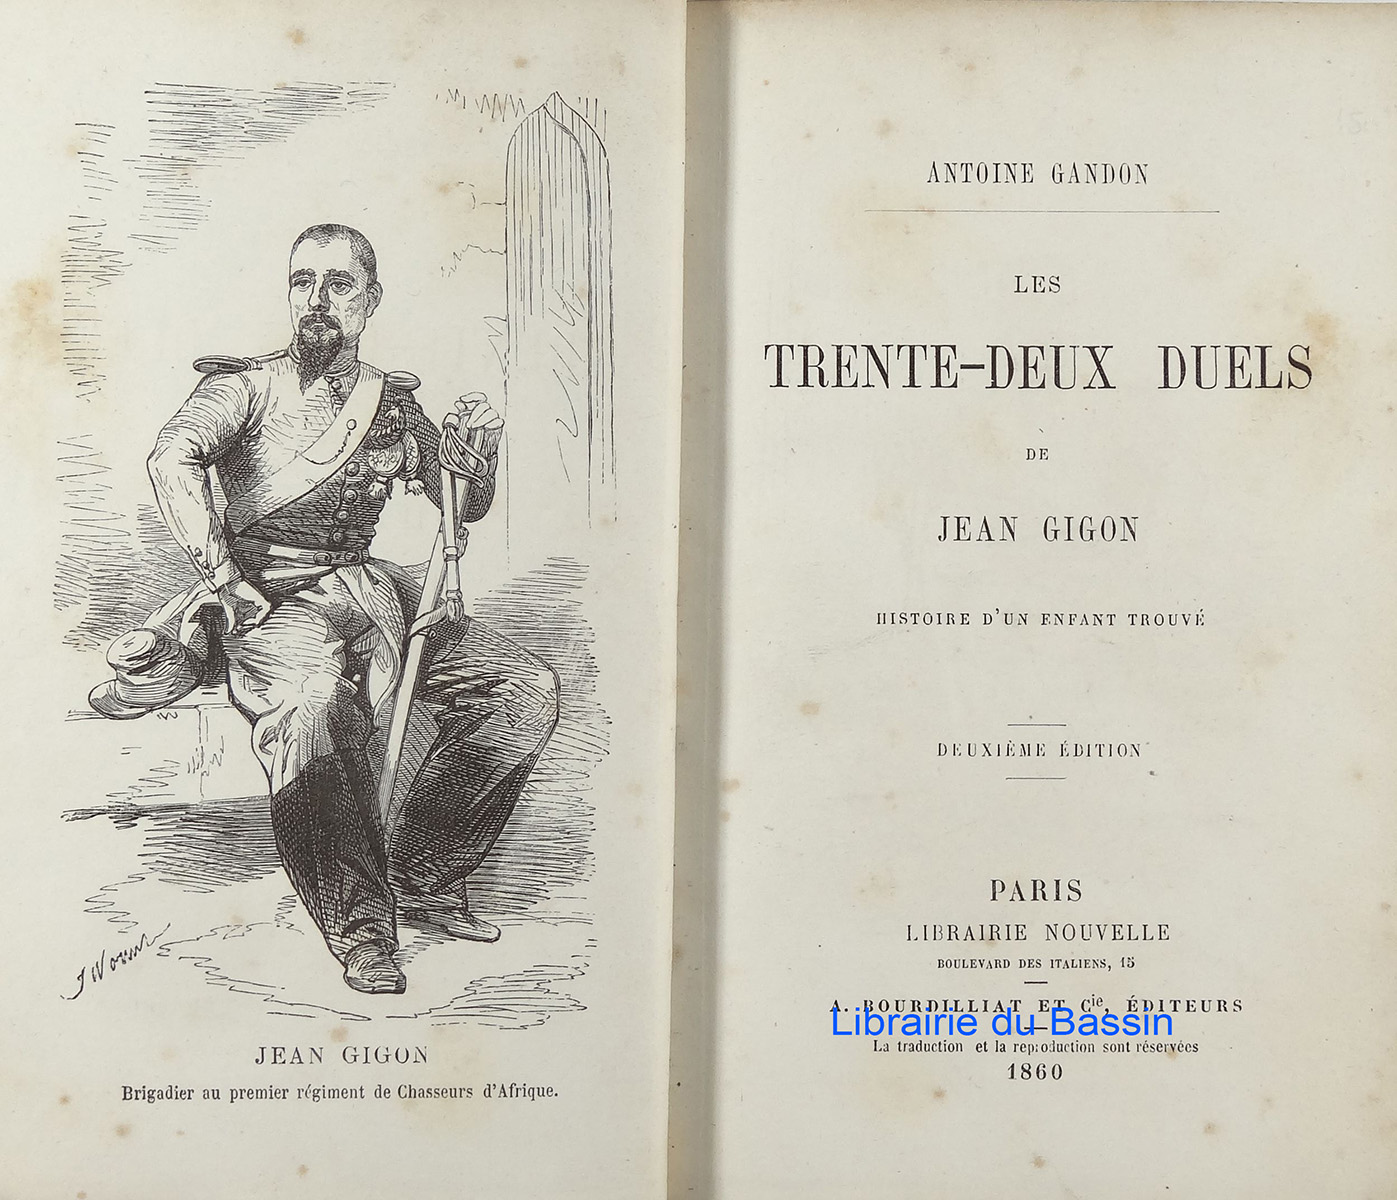 J Worms
JEAN GIGON
Brigadier au premier régiment de Chasseurs d'Afrique.
ANTOINE GANDON
LES
TRENTE-DEUX DUELS
DE
JEAN GIGON
HISTOIRE D'UN ENFANT TROUVÉ
DEUXIÈME ÉDITION
PARIS
LIBRAIRIE NOUVELLE
BOULEVARD DES ITALIENS, 15
A. BOURDILLIAT ET Cie, ÉDITEURS
Librairie du Bassin
La traduction et la reproduction sont réservées
1860